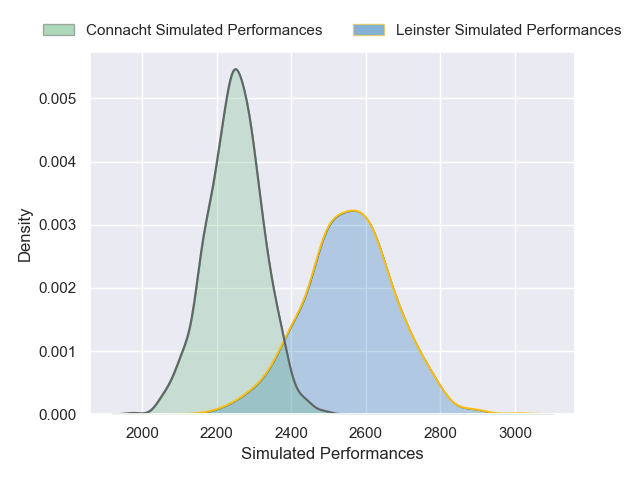 Connacht Simulated Performances Leinster Simulated Performances
0.005
0.004
0.003
0.002
0.001
0.000
Density
2000 2200 2400 2600 2800 3000
Simulated Performances